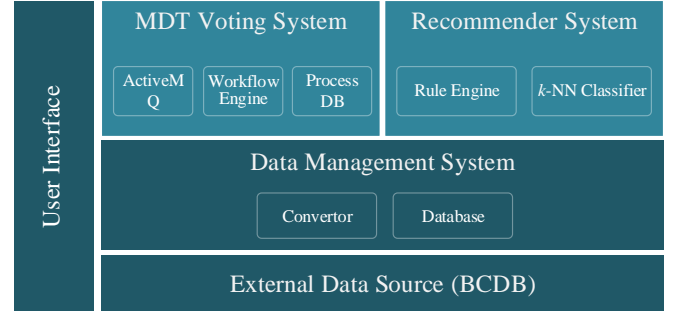 User Interface
MDT Voting System
ActiveM
Q
Workflow
Engine
Process
DB
Recommender System
Rule Engine
k-NN Classifier
Data Management System
Convertor
Database
External Data Source (BCDB)